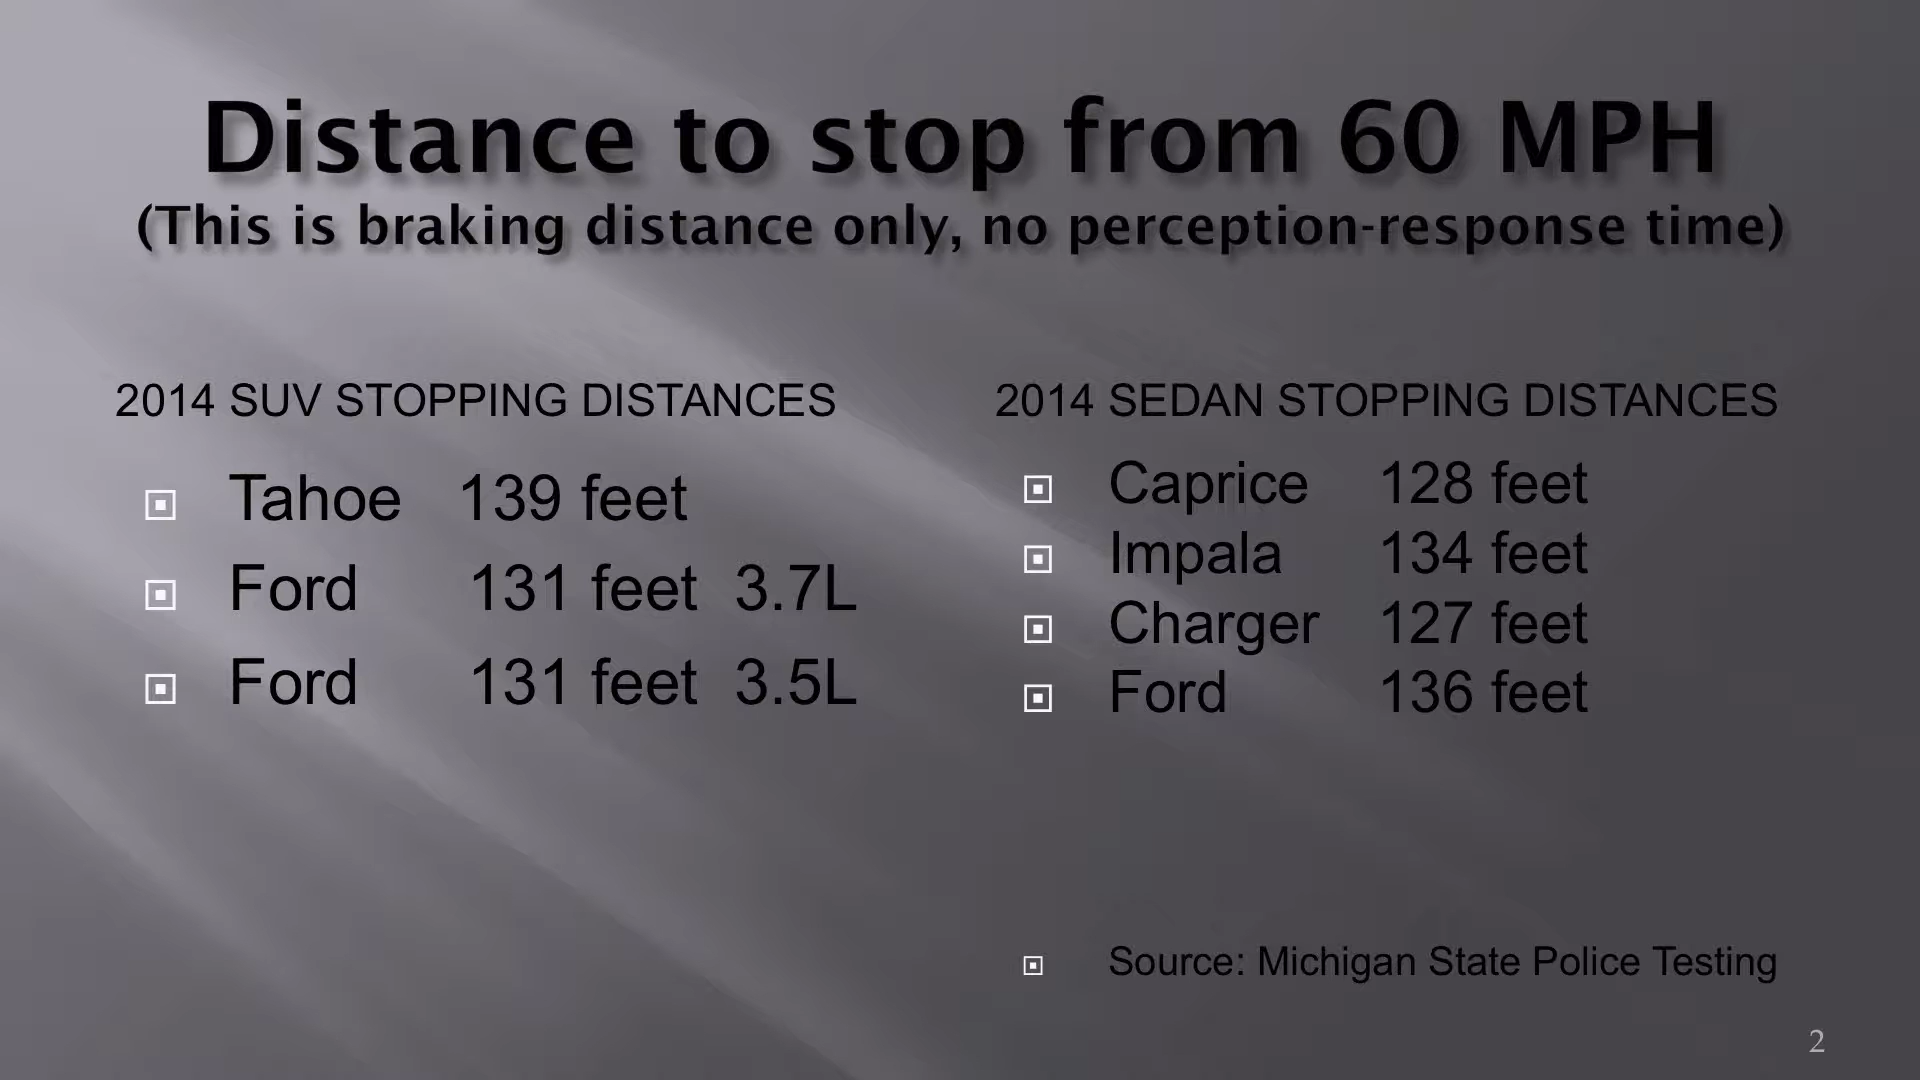 Distance to stop from 60 MPH
(This is braking distance only, no perception-response time)
2014 SUV STOPPING DISTANCES
Tahoe 139 feet
Ford 131 feet 3.7L
Ford 131 feet 3.5L
2014 SEDAN STOPPING DISTANCES
Caprice 128 feet
Impala 134 feet
Charger 127 feet
Ford 136 feet
Source: Michigan State Police Testing
2